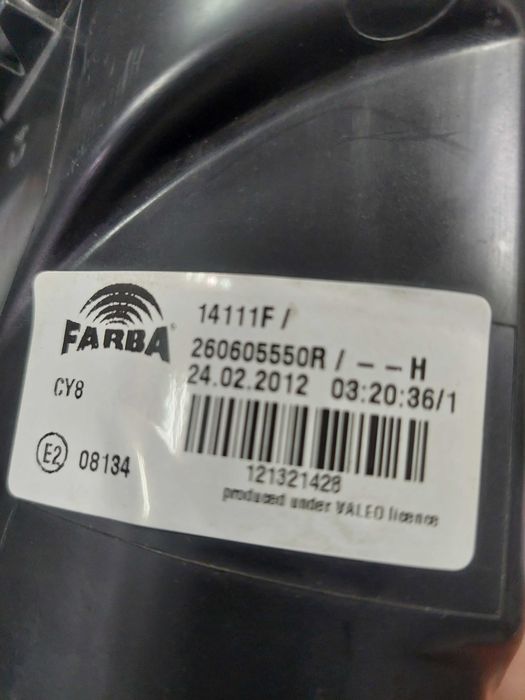 FARBA®
14111F /
260605550R / - - H
24.02.2012 03:20:36/1
CY8
E2 08134
121321428
produced under VALEO licence